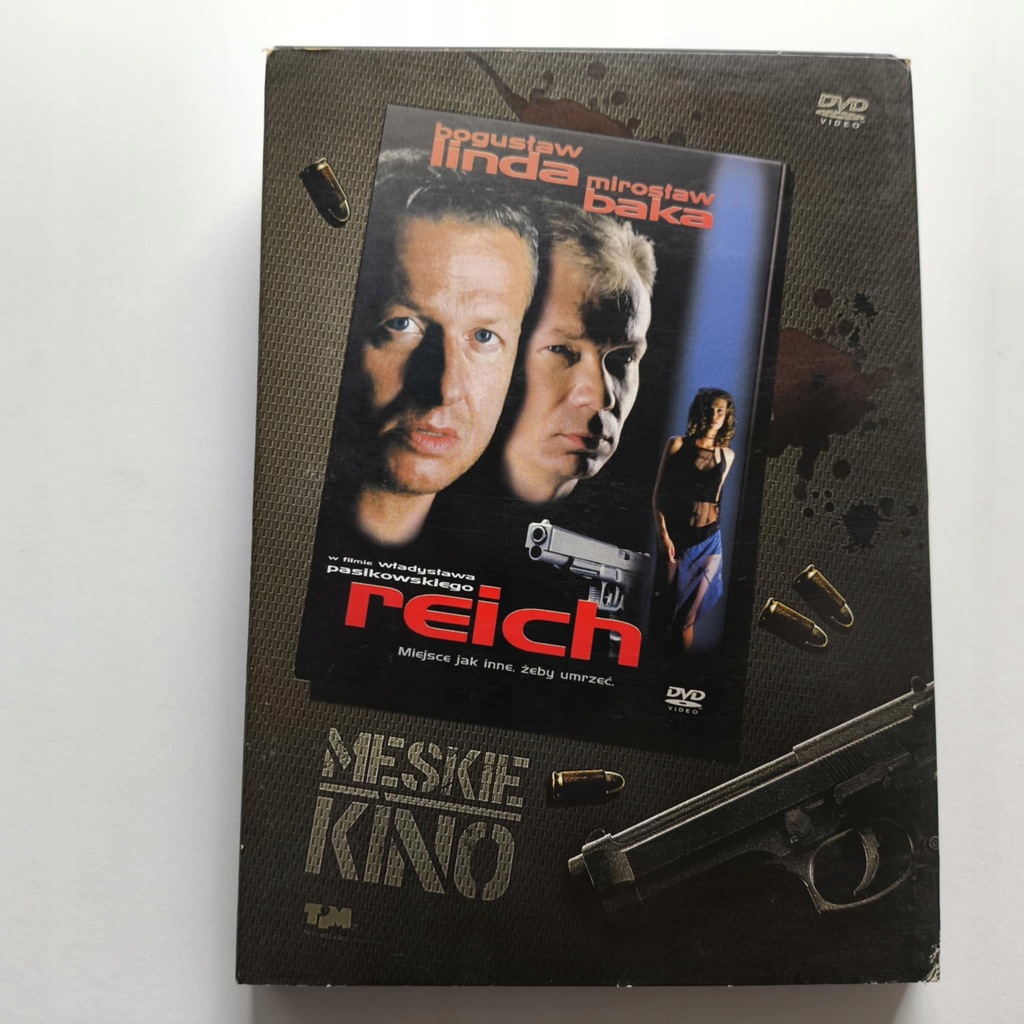 DVD
VIDEO
bogusław
linda
mirosław
baka
w filmie władysława
pasikowskiego
reich
Miejsce jak inne, żeby umrzeć.
DVD
VIDEO
MĘSKIE
KINO
TiM